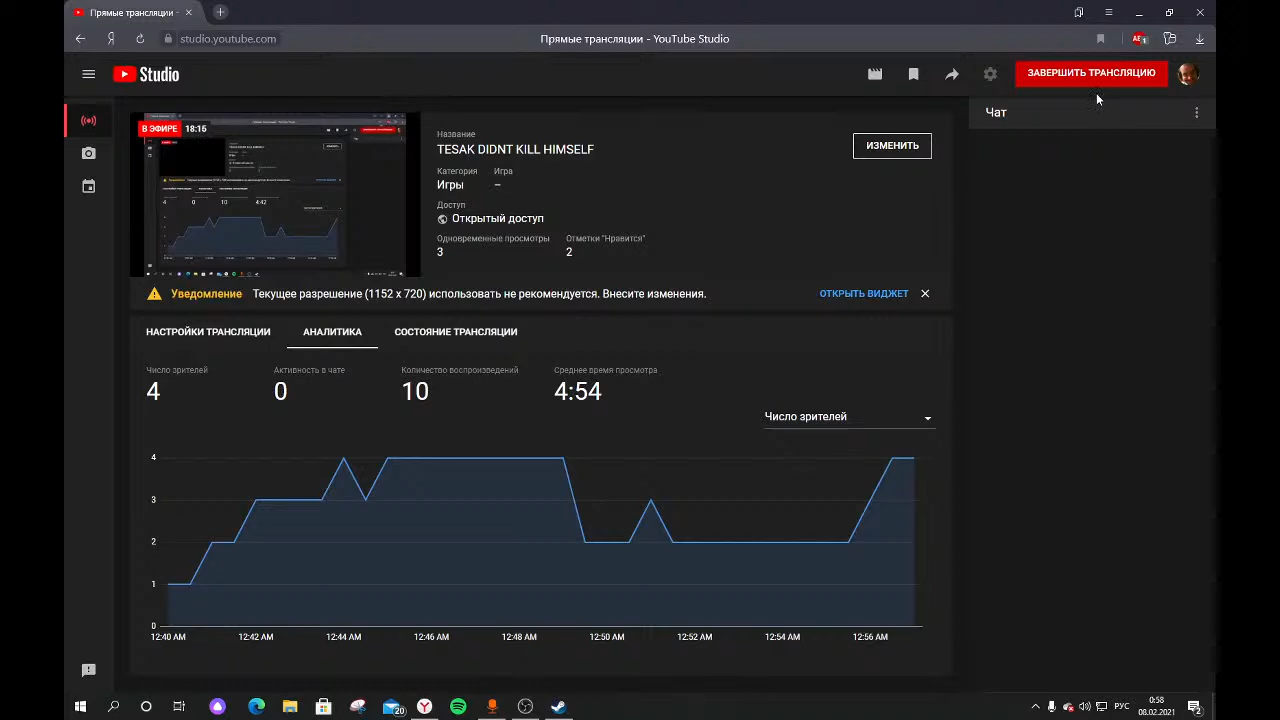 Прямые трансляции -
studio.youtube.com
Прямые трансляции - YouTube Studio
Studio
ЗАВЕРШИТЬ ТРАНСЛЯЦИЮ
Чат
В ЭФИРЕ 18:15
Название
TESAK DIDNT KILL HIMSELF
ИЗМЕНИТЬ
Категория Игра
Игры –
Доступ
Открытый доступ
Одновременные просмотры Отметки "Нравится"
3 2
Уведомление Текущее разрешение (1152 x 720) использовать не рекомендуется. Внесите изменения.
ОТКРЫТЬ ВИДЖЕТ
НАСТРОЙКИ ТРАНСЛЯЦИИ АНАЛИТИКА СОСТОЯНИЕ ТРАНСЛЯЦИИ
Число зрителей Активность в чате Количество воспроизведений Среднее время просмотра
4 0 10 4:54
Число зрителей
4
3
2
1
0
12:40 AM 12:42 AM 12:44 AM 12:46 AM 12:48 AM 12:50 AM 12:52 AM 12:54 AM 12:56 AM
20
РУС
0:58
08.02.2021
2